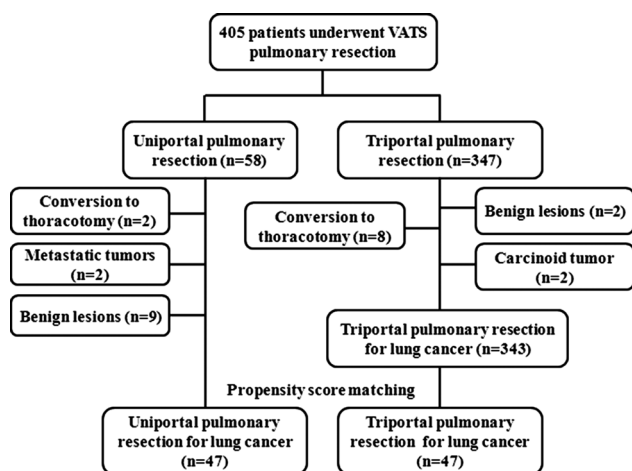 405 patients underwent VATS
pulmonary resection
Uniportal pulmonary
resection (n=58)
Triportal pulmonary
resection (n=347)
Conversion to
thoracotomy (n=2)
Metastatic tumors
(n=2)
Benign lesions (n=9)
Conversion to
thoracotomy (n=8)
Benign lesions (n=2)
Carcinoid tumor
(n=2)
Triportal pulmonary resection
for lung cancer (n=343)
Propensity score matching
Uniportal pulmonary
resection for lung cancer
(n=47)
Triportal pulmonary
resection for lung cancer
(n=47)